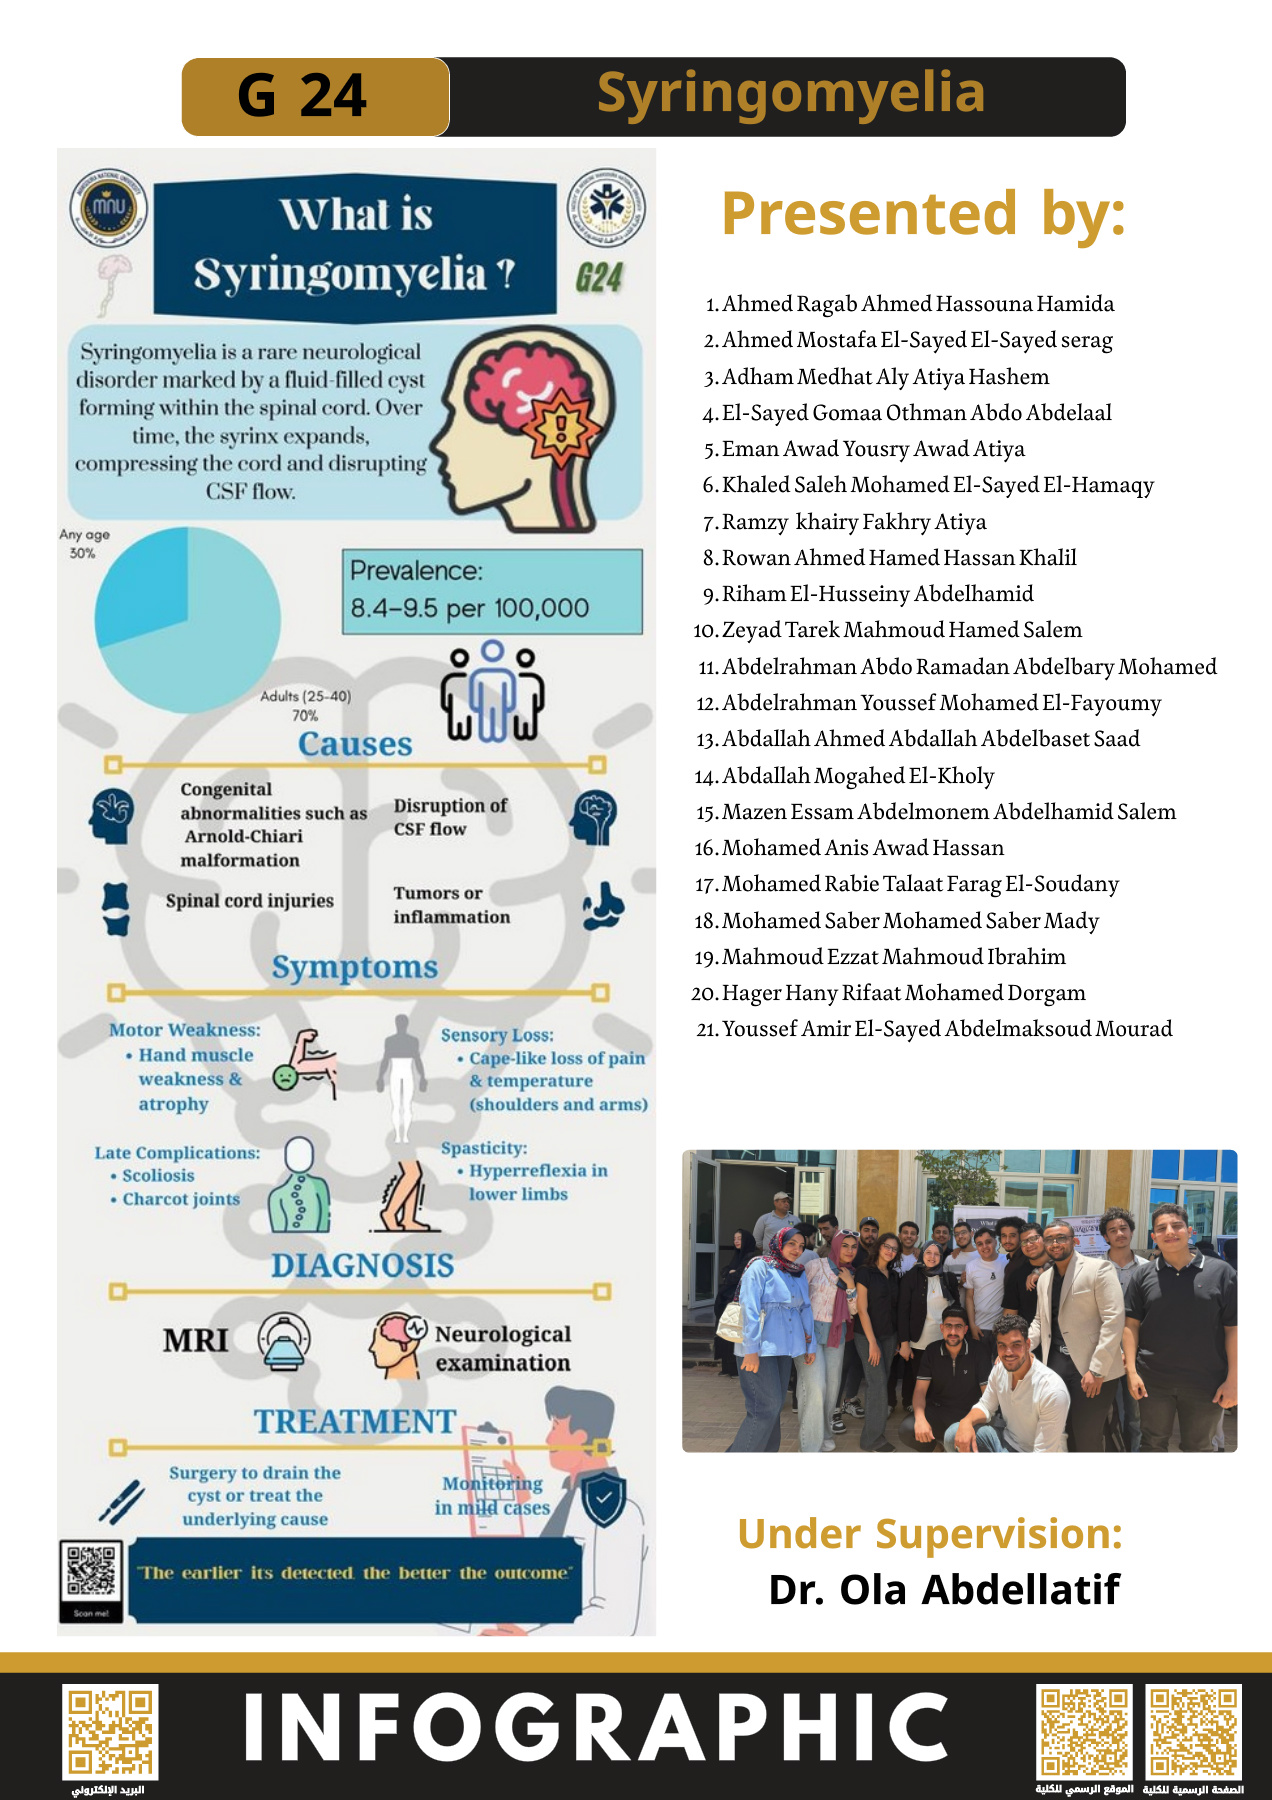 G 24
Syringomyelia
What is
Syringomyelia ?
G24
Syringomyelia is a rare neurological
disorder marked by a fluid-filled cyst
forming within the spinal cord. Over
time, the syrinx expands,
compressing the cord and disrupting
CSF flow.
Any age
30%
Adults (25-40)
70%
Prevalence:
8.4–9.5 per 100,000
Causes
Congenital
abnormalities such as
Arnold-Chiari
malformation
Disruption of
CSF flow
Spinal cord injuries
Tumors or
inflammation
Symptoms
Motor Weakness:
• Hand muscle
weakness &
atrophy
Sensory Loss:
• Cape-like loss of pain
& temperature
(shoulders and arms)
Late Complications:
• Scoliosis
• Charcot joints
Spasticity:
• Hyperreflexia in
lower limbs
DIAGNOSIS
MRI
Neurological
examination
TREATMENT
Surgery to drain the
cyst or treat the
underlying cause
Monitoring
in mild cases
Scan me!
"The earlier its detected, the better the outcome"
Presented by:
1. Ahmed Ragab Ahmed Hassouna Hamida
2. Ahmed Mostafa El-Sayed El-Sayed serag
3. Adham Medhat Aly Atiya Hashem
4. El-Sayed Gomaa Othman Abdo Abdelaal
5. Eman Awad Yousry Awad Atiya
6. Khaled Saleh Mohamed El-Sayed El-Hamaqy
7. Ramzy khairy Fakhry Atiya
8. Rowan Ahmed Hamed Hassan Khalil
9. Riham El-Husseiny Abdelhamid
10. Zeyad Tarek Mahmoud Hamed Salem
11. Abdelrahman Abdo Ramadan Abdelbary Mohamed
12. Abdelrahman Youssef Mohamed El-Fayoumy
13. Abdallah Ahmed Abdallah Abdelbaset Saad
14. Abdallah Mogahed El-Kholy
15. Mazen Essam Abdelmonem Abdelhamid Salem
16. Mohamed Anis Awad Hassan
17. Mohamed Rabie Talaat Farag El-Soudany
18. Mohamed Saber Mohamed Saber Mady
19. Mahmoud Ezzat Mahmoud Ibrahim
20. Hager Hany Rifaat Mohamed Dorgam
21. Youssef Amir El-Sayed Abdelmaksoud Mourad
Under Supervision:
Dr. Ola Abdellatif
INFOGRAPHIC
البريد الإلكتروني
الموقع الرسمي للكلية
الصفحة الرسمية للكلية